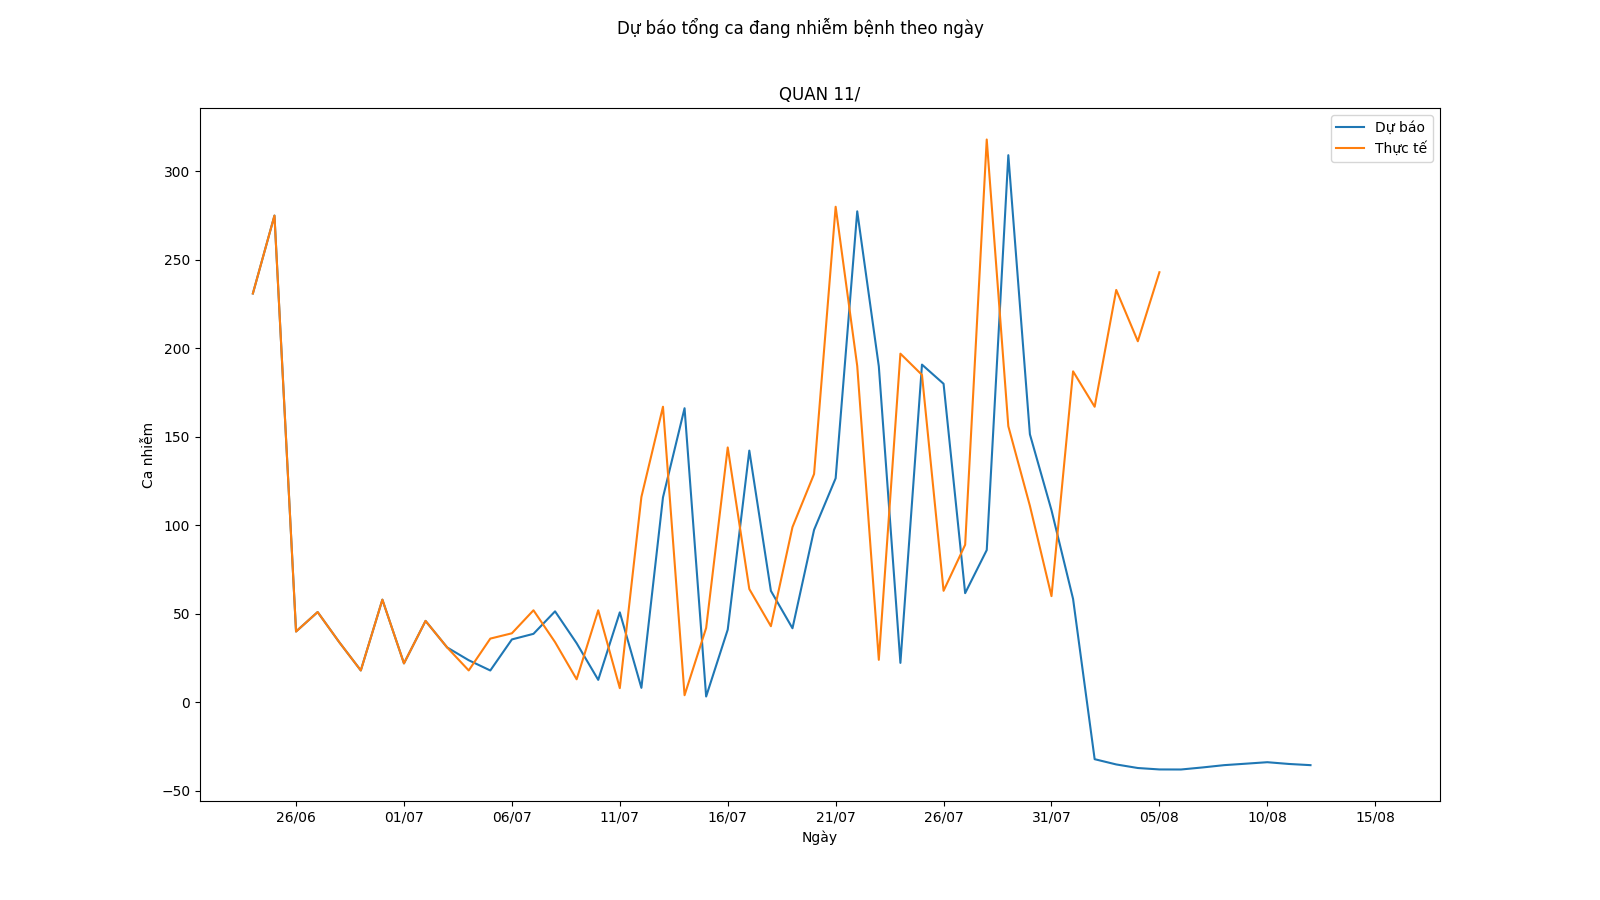 Dự báo tổng ca đang nhiễm bệnh theo ngày
QUAN 11/
Dự báo
Thực tế
300
250
200
150
100
50
0
−50
Ca nhiễm
26/06 01/07 06/07 11/07 16/07 21/07 26/07 31/07 05/08 10/08 15/08
Ngày